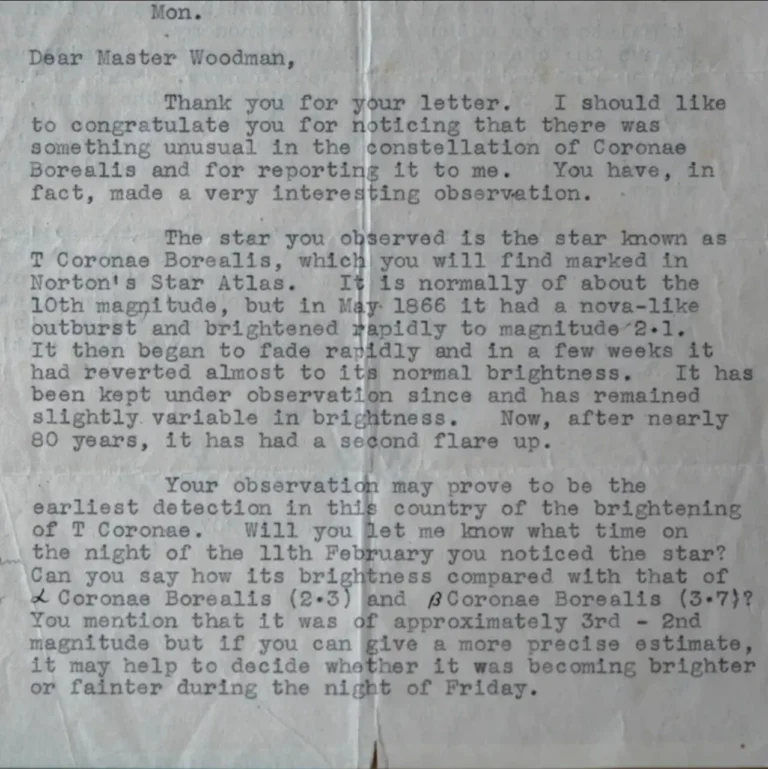 Mon.
Dear Master Woodman,
Thank you for your letter. I should like
to congratulate you for noticing that there was
something unusual in the constellation of Coronae
Borealis and for reporting it to me. You have, in
fact, made a very interesting observation.
The star you observed is the star known as
T Coronae Borealis, which you will find marked in
Norton's Star Atlas. It is normally of about the
10th magnitude, but in May 1866 it had a nova-like
outburst and brightened rapidly to magnitude 2·1.
It then began to fade rapidly and in a few weeks it
had reverted almost to its normal brightness. It has
been kept under observation since and has remained
slightly variable in brightness. Now, after nearly
80 years, it has had a second flare up.
Your observation may prove to be the
earliest detection in this country of the brightening
of T Coronae. Will you let me know what time on
the night of the 11th February you noticed the star?
Can you say how its brightness compared with that of
α Coronae Borealis (2·3) and β Coronae Borealis (3·7)?
You mention that it was of approximately 3rd - 2nd
magnitude but if you can give a more precise estimate,
it may help to decide whether it was becoming brighter
or fainter during the night of Friday.